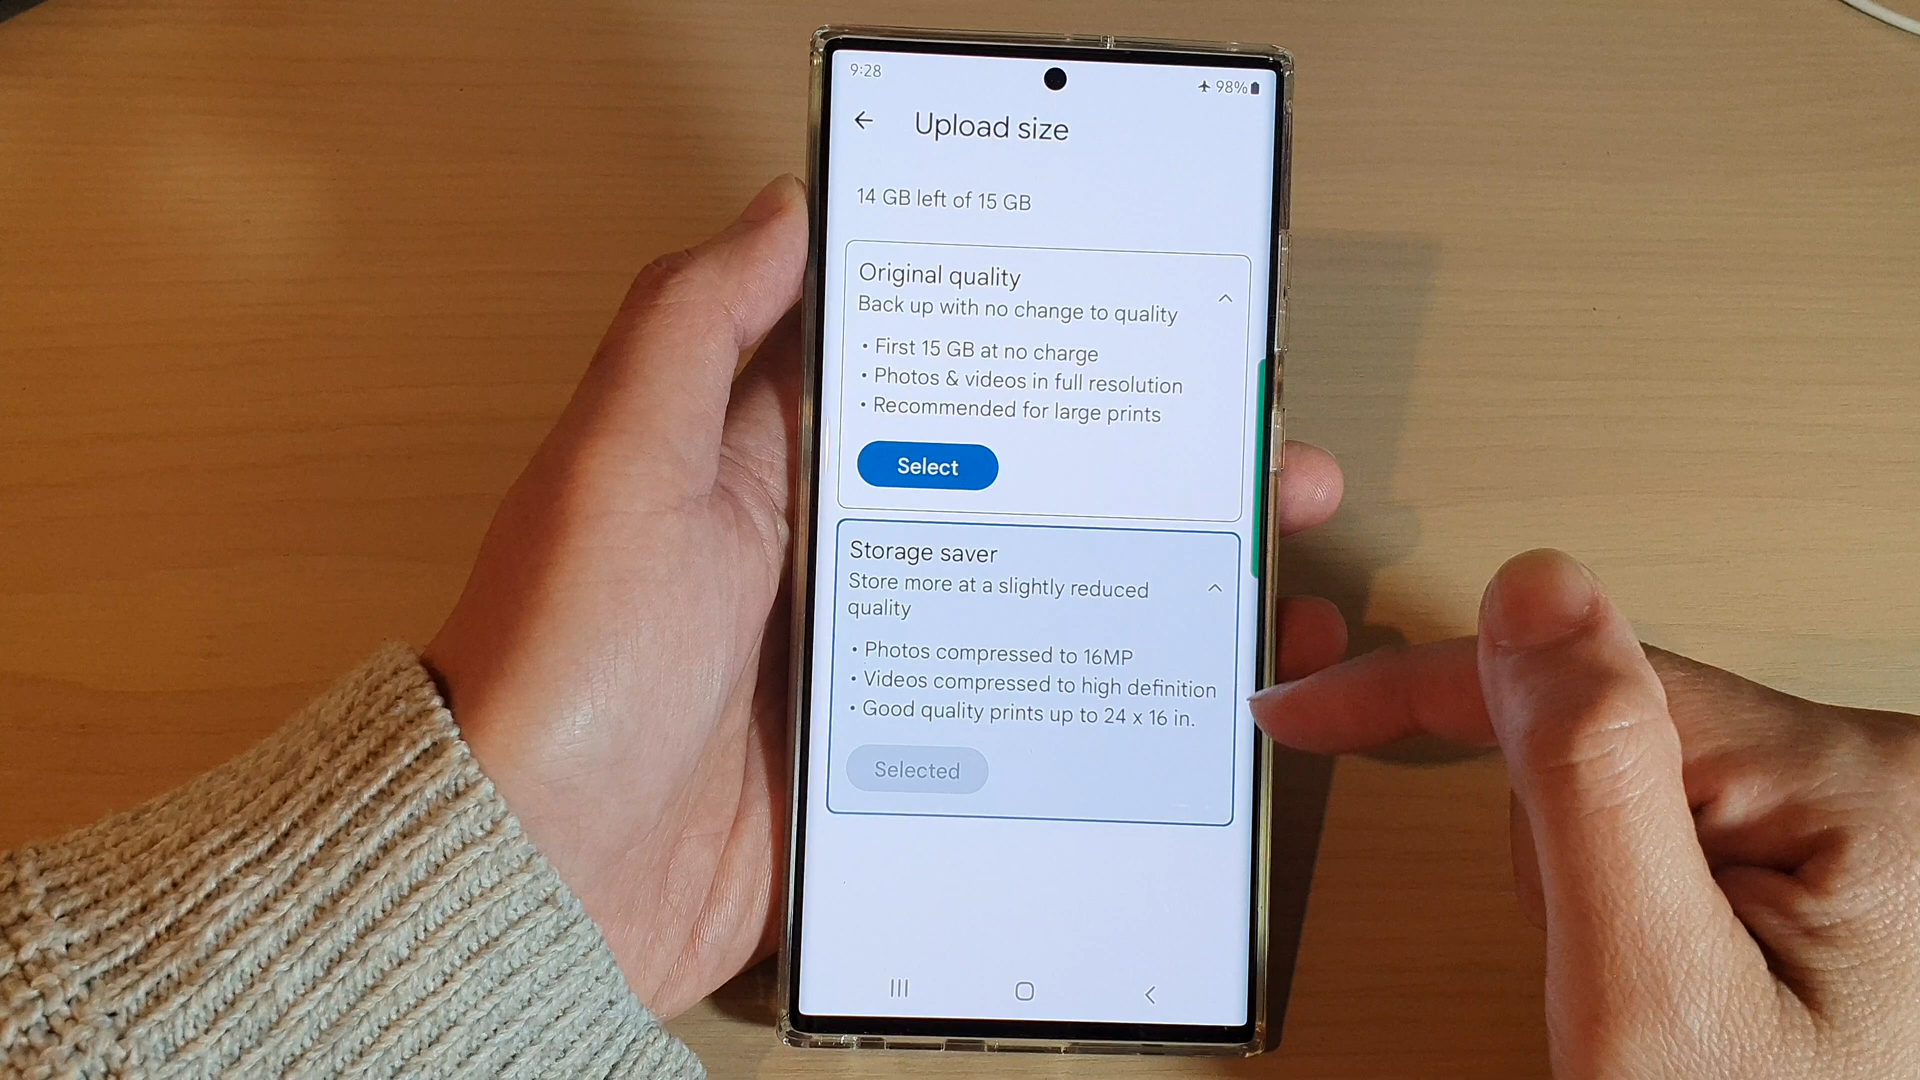 9:28
98%
Upload size
14 GB left of 15 GB
Original quality
Back up with no change to quality
• First 15 GB at no charge
• Photos & videos in full resolution
• Recommended for large prints
Select
Storage saver
Store more at a slightly reduced
quality
• Photos compressed to 16MP
• Videos compressed to high definition
• Good quality prints up to 24 x 16 in.
Selected